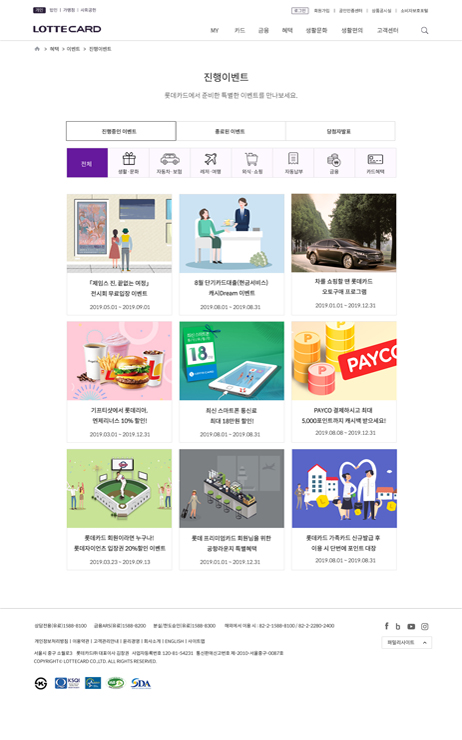 개인 법인 | 가맹점 | 사회공헌
로그인 회원가입 | 공인인증센터 | 상품공시실 | 소비자보호포털
LOTTECARD
MY 카드 금융 혜택 생활문화 생활편의 고객센터
> 혜택 > 이벤트 > 진행이벤트
진행이벤트
롯데카드에서 준비한 특별한 이벤트를 만나보세요.
진행중인 이벤트 종료된 이벤트 당첨자발표
전체 생활·문화 자동차·보험 레저·여행 외식·쇼핑 자동납부 금융 카드혜택
「제임스 진, 끝없는 여정」
전시회 무료입장 이벤트
2019.05.01 ~ 2019.09.01
8월 단기카드대출(현금서비스)
캐시Dream 이벤트
2019.08.01 ~ 2019.08.31
차를 쇼핑할 땐 롯데카드
오토구매 프로그램
2019.01.01 ~ 2019.12.31
기프티샷에서 롯데리아,
엔제리너스 10% 할인!
2019.03.01 ~ 2019.12.31
18
최신 스마트폰 통신료
최대 18만원 할인!
2019.08.01 ~ 2019.08.31
PAYCO
PAYCO 결제하시고 최대
5,000포인트까지 캐시백 받으세요!
2019.08.08 ~ 2019.12.31
롯데카드 회원이라면 누구나!
롯데자이언츠 입장권 20%할인 이벤트
2019.03.23 ~ 2019.09.13
롯데 프리미엄카드 회원님을 위한
공항라운지 특별혜택
2019.01.01 ~ 2019.12.31
롯데카드 가족카드 신규발급 후
이용 시 단번에 포인트 대장
2019.08.01 ~ 2019.08.31
상담전용(유료)1588-8100 금융ARS(유료)1588-8200 분실/한도승인(유료)1588-8300 해외에서 이용 시 : 82-2-1588-8100 / 82-2-2280-2400
개인정보처리방침 | 이용약관 | 고객권리안내 | 윤리경영 | 회사소개 | ENGLISH | 사이트맵
패밀리사이트
서울시 중구 소월로3 롯데카드㈜ 대표이사 김창권 사업자등록번호 120-81-54231 통신판매신고번호 제-2010-서울중구-0087호
COPYRIGHT© LOTTECARD CO.,LTD. ALL RIGHTS RESERVED.
KSQI SDA